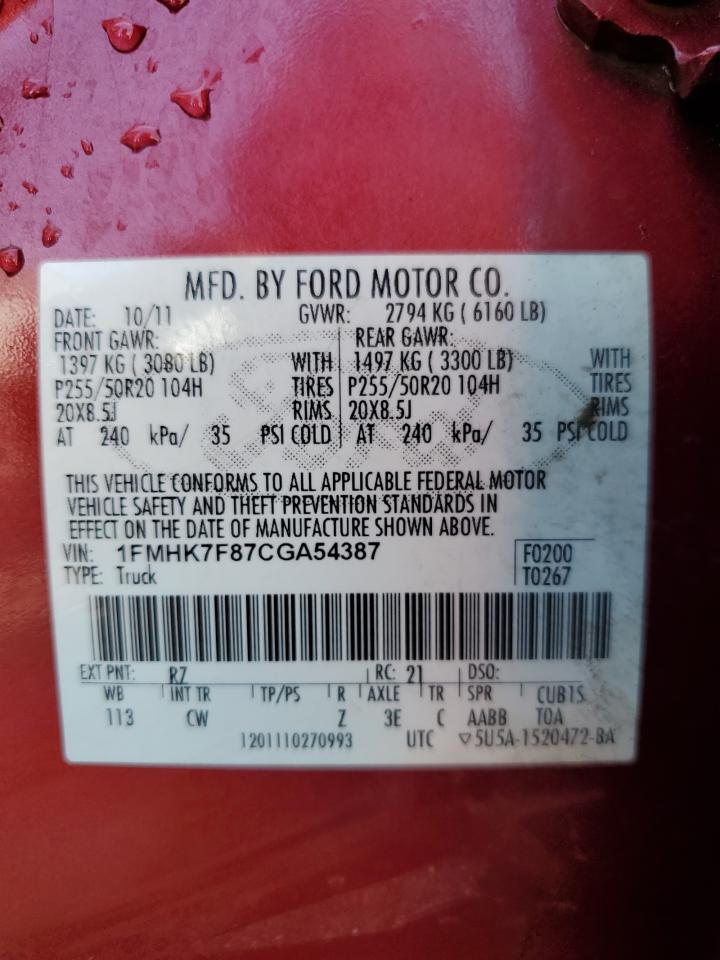 MFD. BY FORD MOTOR CO.
DATE: 10/11 GVWR: 2794 KG ( 6160 LB)
FRONT GAWR: REAR GAWR:
1397 KG ( 3080 LB) WITH 1497 KG ( 3300 LB) WITH
P255/50R20 104H TIRES P255/50R20 104H TIRES
20X8.5J RIMS 20X8.5J RIMS
AT 240 kPa/ 35 PSI COLD AT 240 kPa/ 35 PSI COLD
THIS VEHICLE CONFORMS TO ALL APPLICABLE FEDERAL MOTOR
VEHICLE SAFETY AND THEFT PREVENTION STANDARDS IN
EFFECT ON THE DATE OF MANUFACTURE SHOWN ABOVE.
VIN: 1FMHK7F87CGA54387 F0200
TYPE: Truck T0267
EXT PNT: RZ RC: 21 DSO:
WB INT TR TP/PS R AXLE TR SPR CUB1S
113 CW Z 3E C AABB TOA
1201110270993 UTC ▽5U5A-1520472-BA